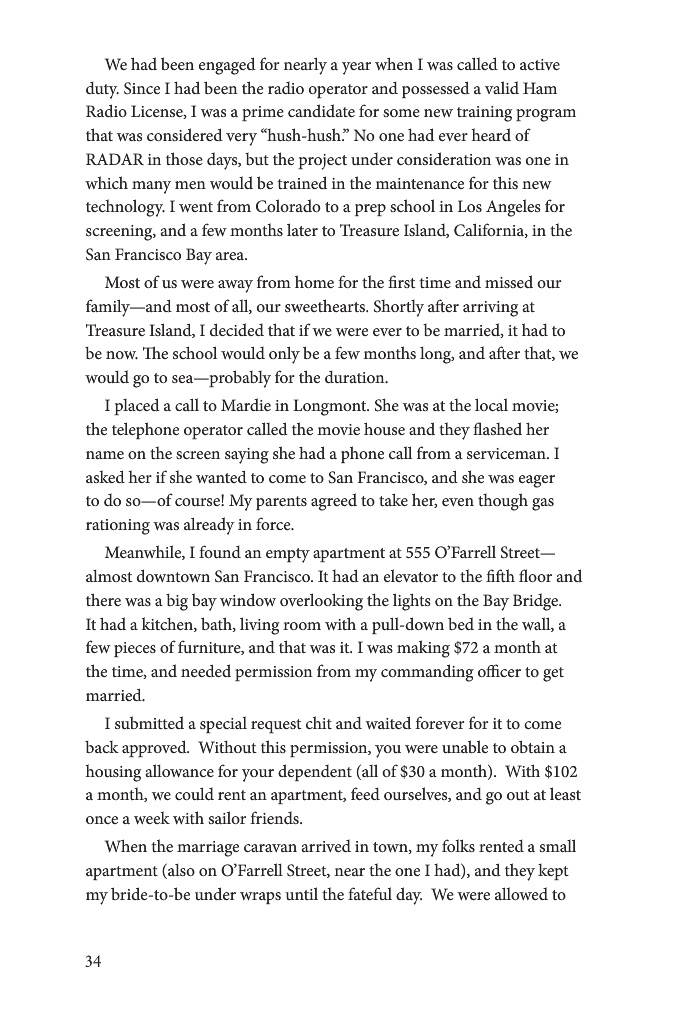 We had been engaged for nearly a year when I was called to active
duty. Since I had been the radio operator and possessed a valid Ham
Radio License, I was a prime candidate for some new training program
that was considered very “hush-hush.” No one had ever heard of
RADAR in those days, but the project under consideration was one in
which many men would be trained in the maintenance for this new
technology. I went from Colorado to a prep school in Los Angeles for
screening, and a few months later to Treasure Island, California, in the
San Francisco Bay area.
Most of us were away from home for the first time and missed our
family—and most of all, our sweethearts. Shortly after arriving at
Treasure Island, I decided that if we were ever to be married, it had to
be now. The school would only be a few months long, and after that, we
would go to sea—probably for the duration.
I placed a call to Mardie in Longmont. She was at the local movie;
the telephone operator called the movie house and they flashed her
name on the screen saying she had a phone call from a serviceman. I
asked her if she wanted to come to San Francisco, and she was eager
to do so—of course! My parents agreed to take her, even though gas
rationing was already in force.
Meanwhile, I found an empty apartment at 555 O’Farrell Street—
almost downtown San Francisco. It had an elevator to the fifth floor and
there was a big bay window overlooking the lights on the Bay Bridge.
It had a kitchen, bath, living room with a pull-down bed in the wall, a
few pieces of furniture, and that was it. I was making $72 a month at
the time, and needed permission from my commanding officer to get
married.
I submitted a special request chit and waited forever for it to come
back approved.  Without this permission, you were unable to obtain a
housing allowance for your dependent (all of $30 a month).  With $102
a month, we could rent an apartment, feed ourselves, and go out at least
once a week with sailor friends.
When the marriage caravan arrived in town, my folks rented a small
apartment (also on O’Farrell Street, near the one I had), and they kept
my bride-to-be under wraps until the fateful day.  We were allowed to
34